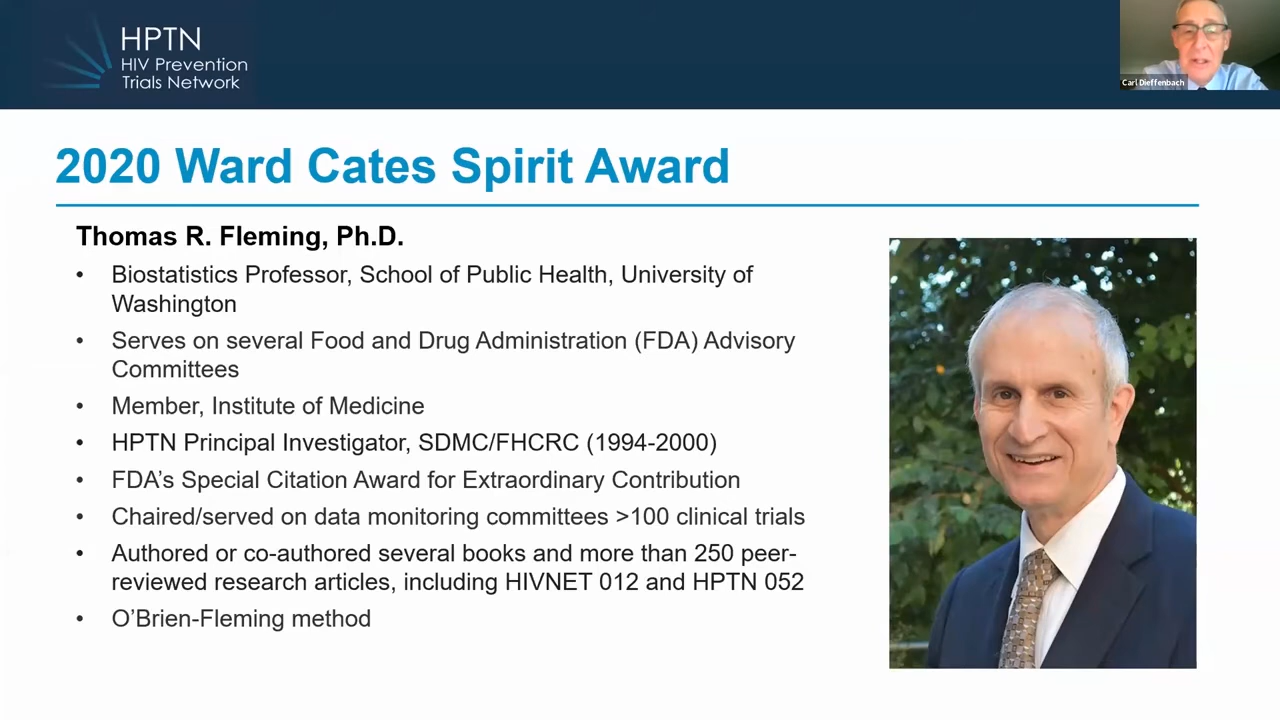 HPTN
HIV Prevention
Trials Network
Carl Dieffenbach
2020 Ward Cates Spirit Award
Thomas R. Fleming, Ph.D.
• Biostatistics Professor, School of Public Health, University of
Washington
• Serves on several Food and Drug Administration (FDA) Advisory
Committees
• Member, Institute of Medicine
• HPTN Principal Investigator, SDMC/FHCRC (1994-2000)
• FDA’s Special Citation Award for Extraordinary Contribution
• Chaired/served on data monitoring committees >100 clinical trials
• Authored or co-authored several books and more than 250 peer-
reviewed research articles, including HIVNET 012 and HPTN 052
• O’Brien-Fleming method